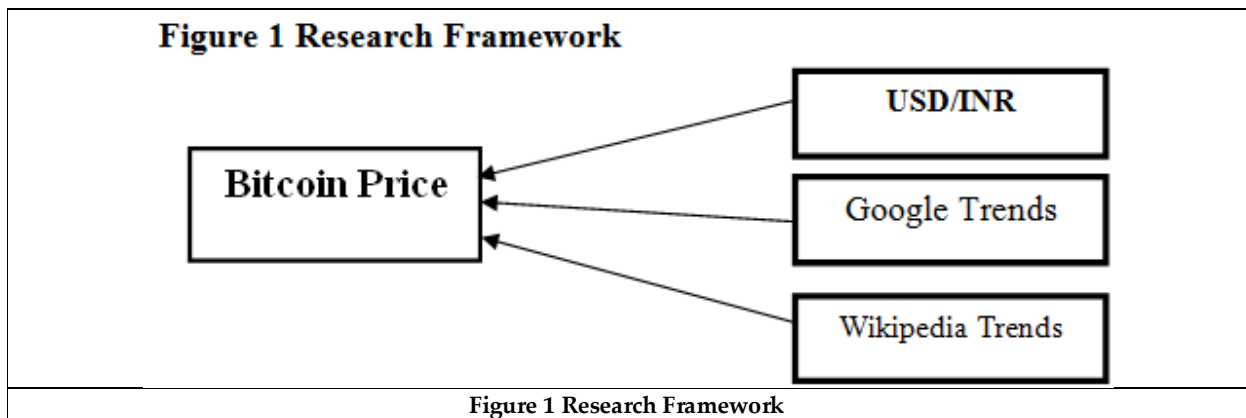 Figure 1 Research Framework
USD/INR
Bitcoin Price
Google Trends
Wikipedia Trends
Figure 1 Research Framework